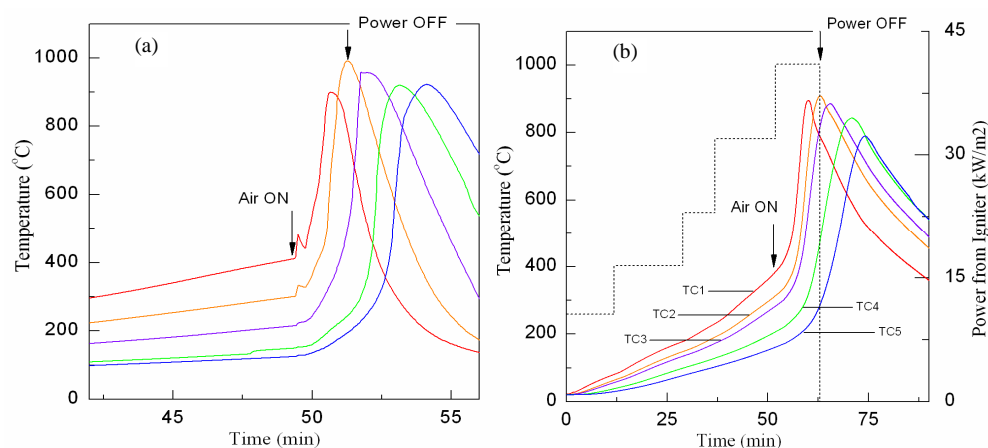 (a)
Power OFF
Air ON
1000
800
600
400
200
0
Temperature (°C)
45
50
55
Time (min)
(b)
Power OFF
Air ON
TC1
TC2
TC3
TC4
TC5
1000
800
600
400
200
0
Temperature (°C)
0
25
50
75
Time (min)
45
30
15
0
Power from Igniter (kW/m2)